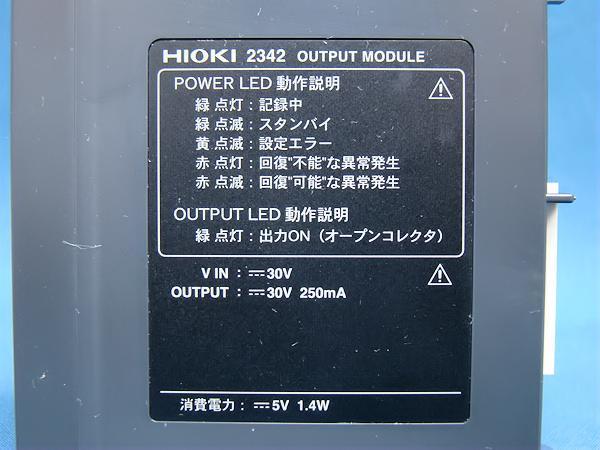 HIOKI 2342 OUTPUT MODULE
POWER LED 動作説明
緑 点灯：記録中
緑 点滅：スタンバイ
黄 点滅：設定エラー
赤 点灯：回復"不能"な異常発生
赤 点滅：回復"可能"な異常発生
OUTPUT LED 動作説明
緑 点灯：出力ON（オープンコレクタ）
V IN : ⎓30V
OUTPUT : ⎓30V 250mA
消費電力： ⎓5V 1.4W